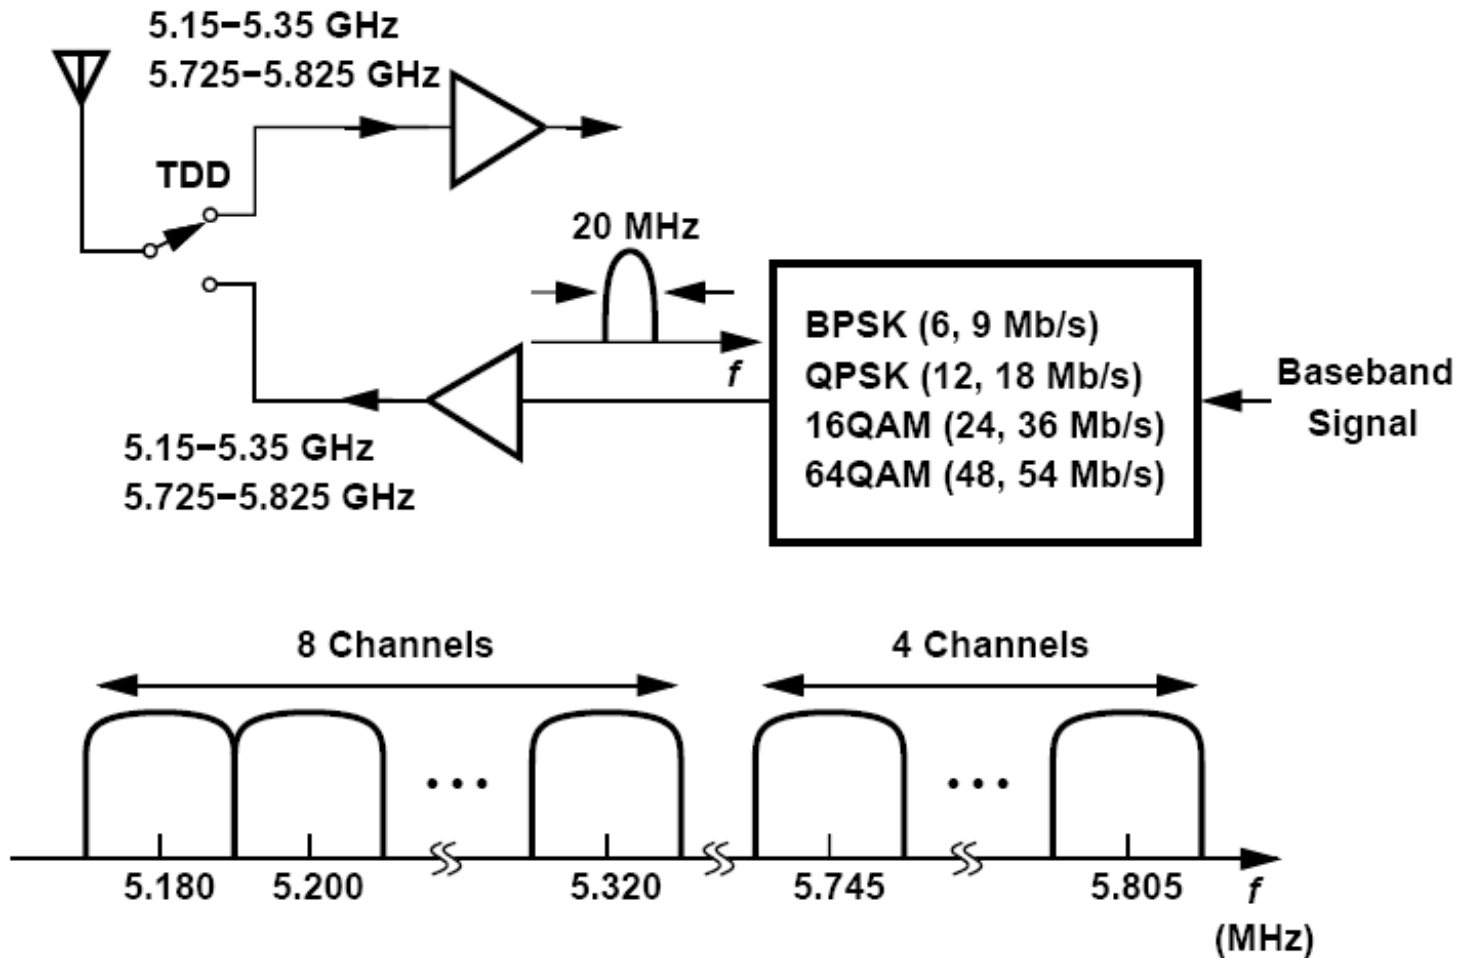 5.15−5.35 GHz
5.725−5.825 GHz
TDD
20 MHz
f
BPSK (6, 9 Mb/s)
QPSK (12, 18 Mb/s)
16QAM (24, 36 Mb/s)
64QAM (48, 54 Mb/s)
Baseband
Signal
5.15−5.35 GHz
5.725−5.825 GHz
8 Channels
4 Channels
5.180 5.200 5.320 5.745 5.805 f
(MHz)